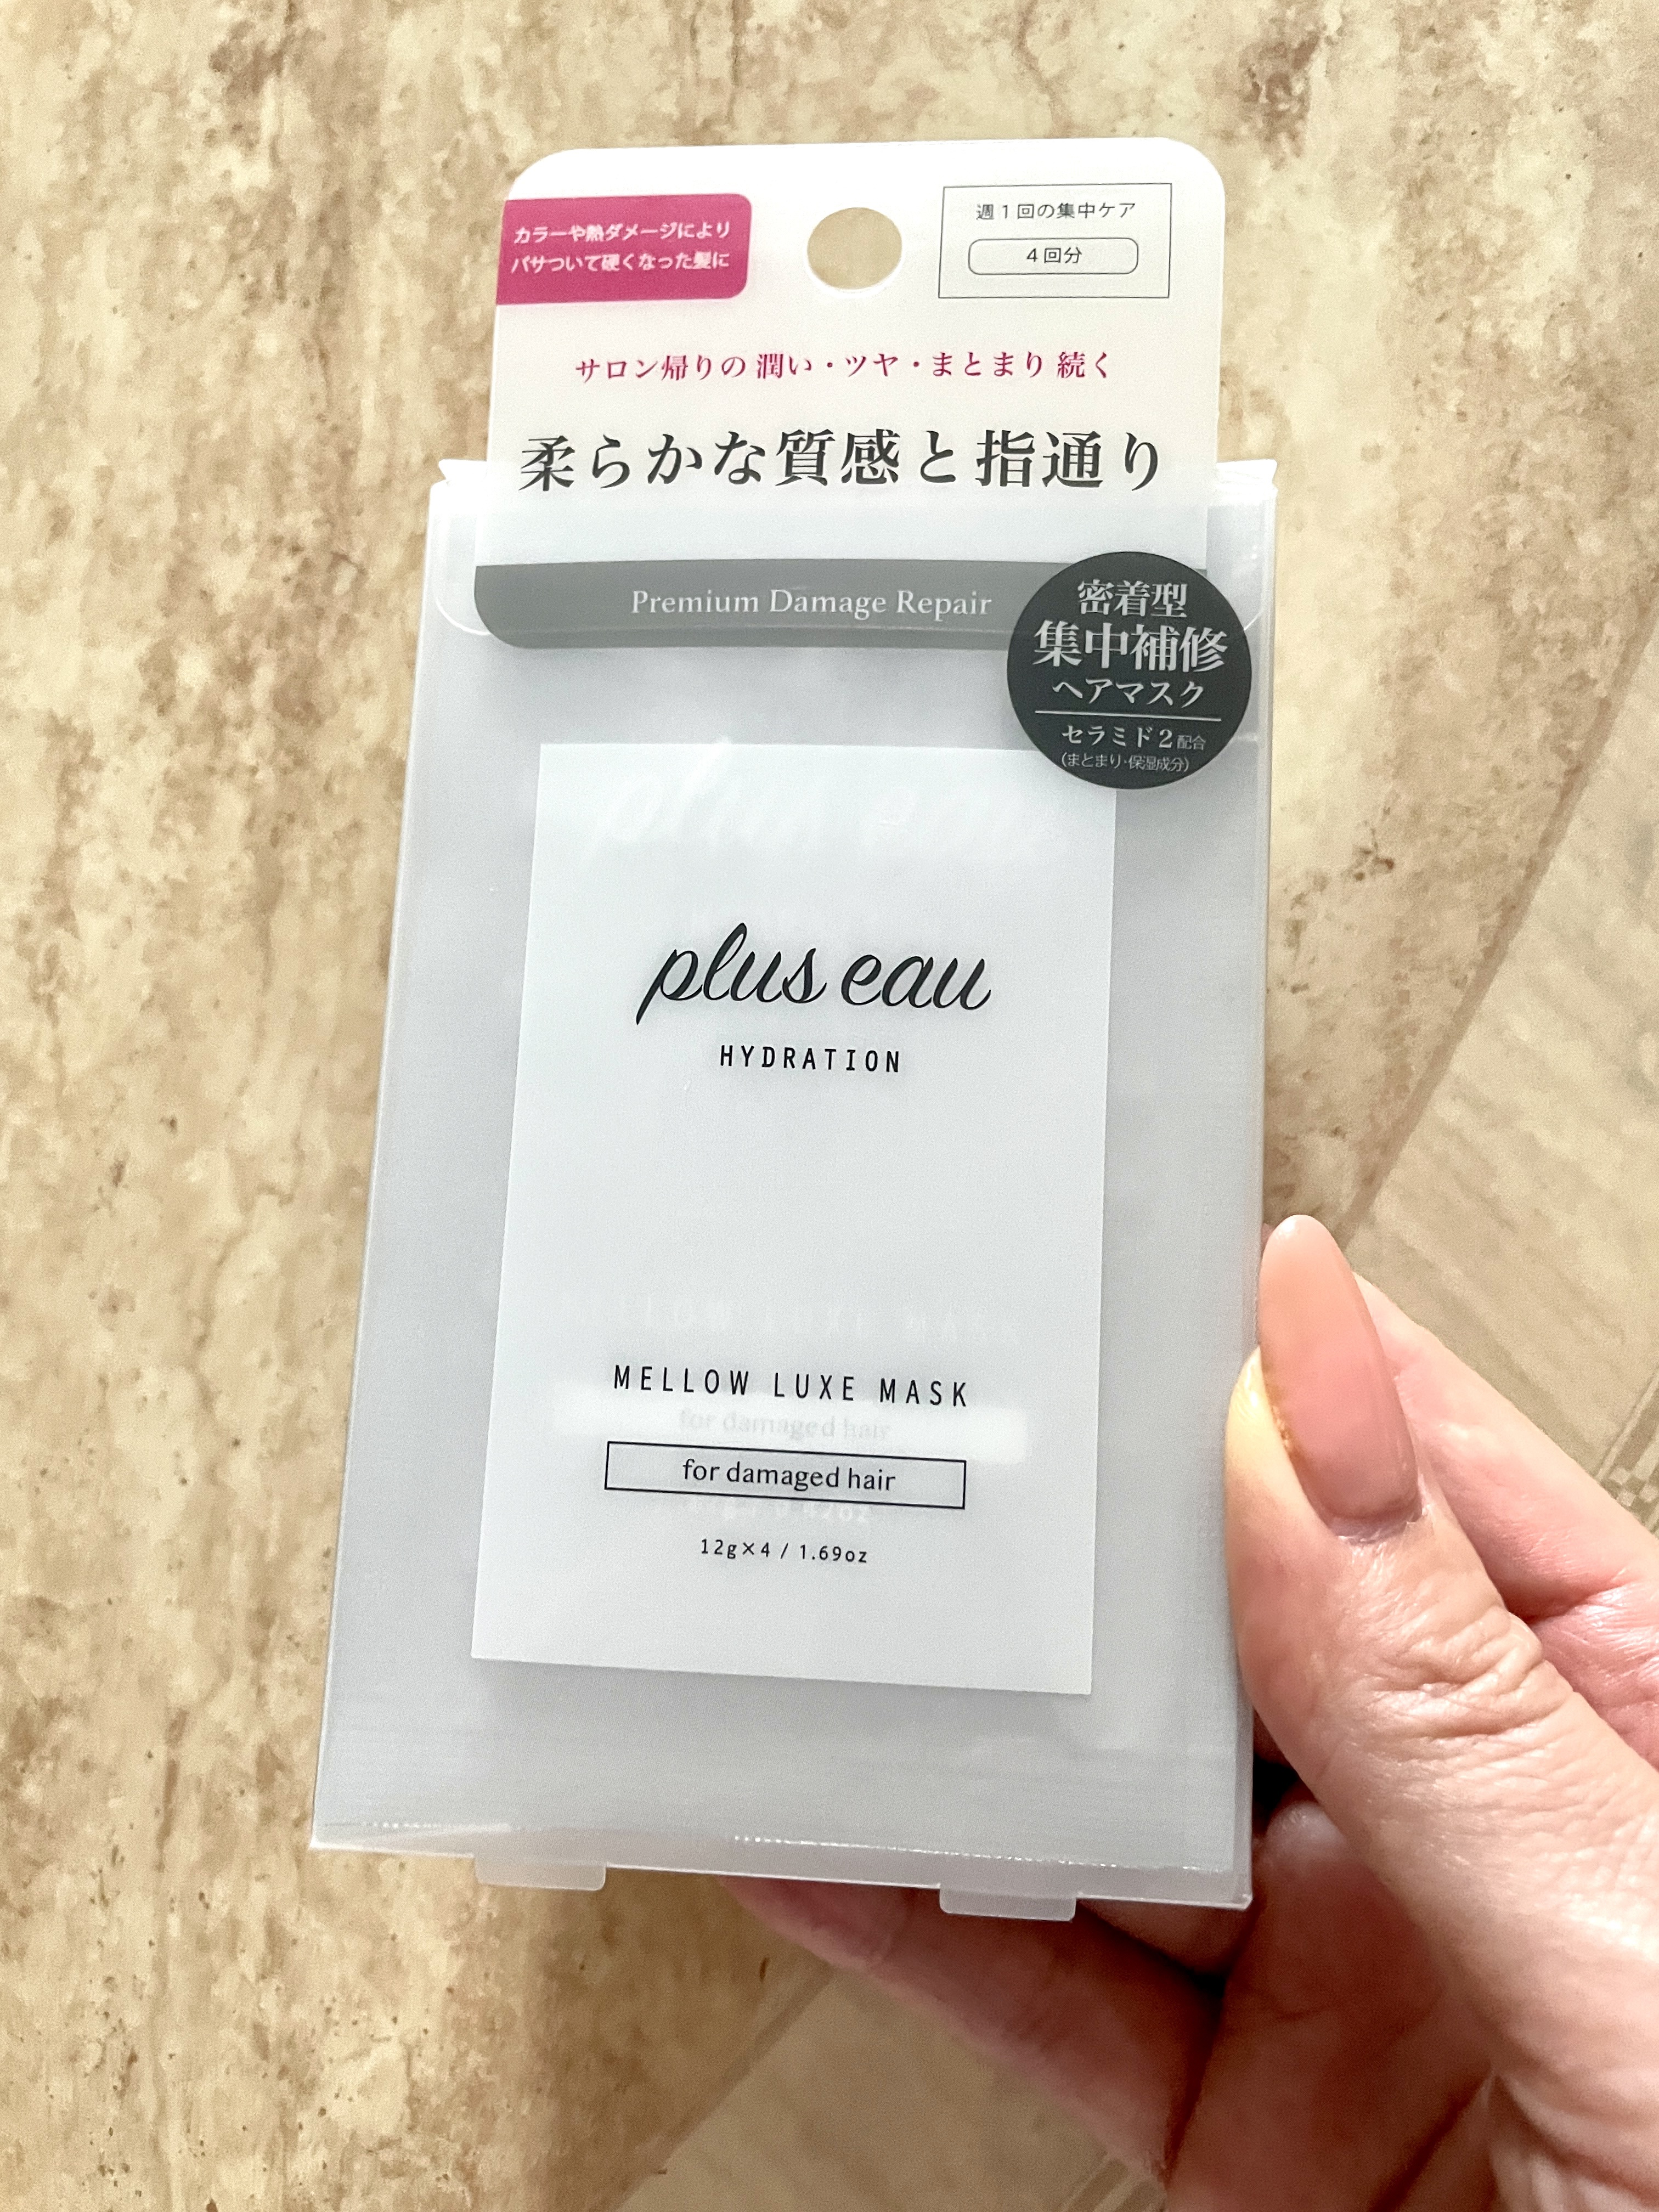 カラーや熱ダメージにより
パサついて硬くなった髪に
週1回の集中ケア
4回分
サロン帰りの 潤い・ツヤ・まとまり 続く
柔らかな質感と指通り
Premium Damage Repair
密着型
集中補修
ヘアマスク
セラミド2配合
(まとまり・保湿成分)
plus eau
HYDRATION
MELLOW LUXE MASK
for damaged hair
for damaged hair
12g×4 / 1.69oz